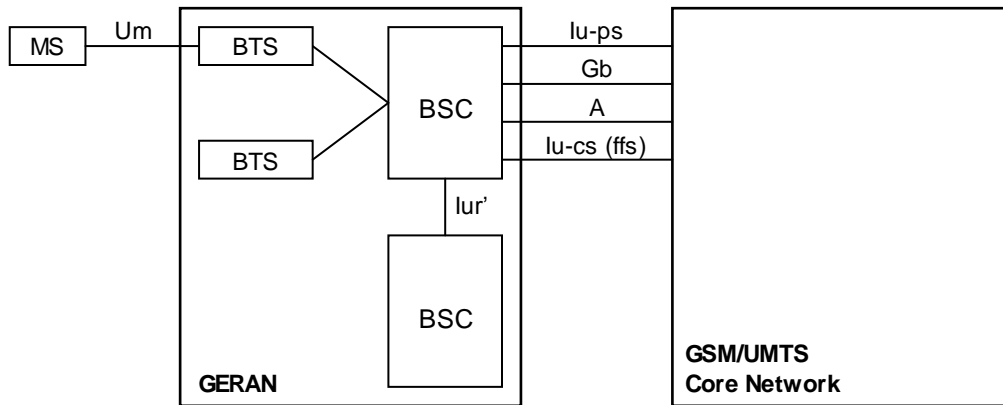 MS
Um
BTS
BTS
BSC
Iur’
BSC
GERAN
Iu-ps
Gb
A
Iu-cs (ffs)
GSM/UMTS
Core Network